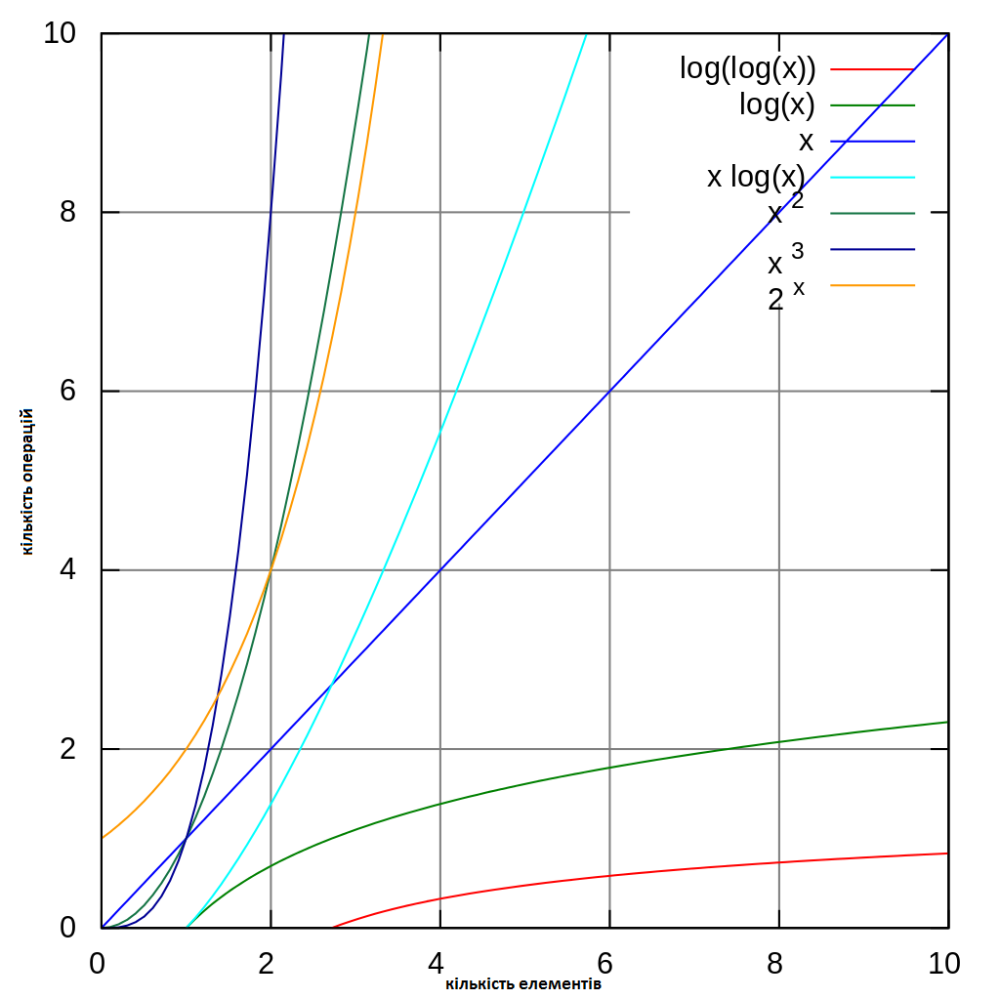 10
log(log(x))
log(x)
x
x log(x)
8
x 2
x 3
2 x
6
кількість операцій
4
2
0
0 2 4 6 8 10
кількість елементів